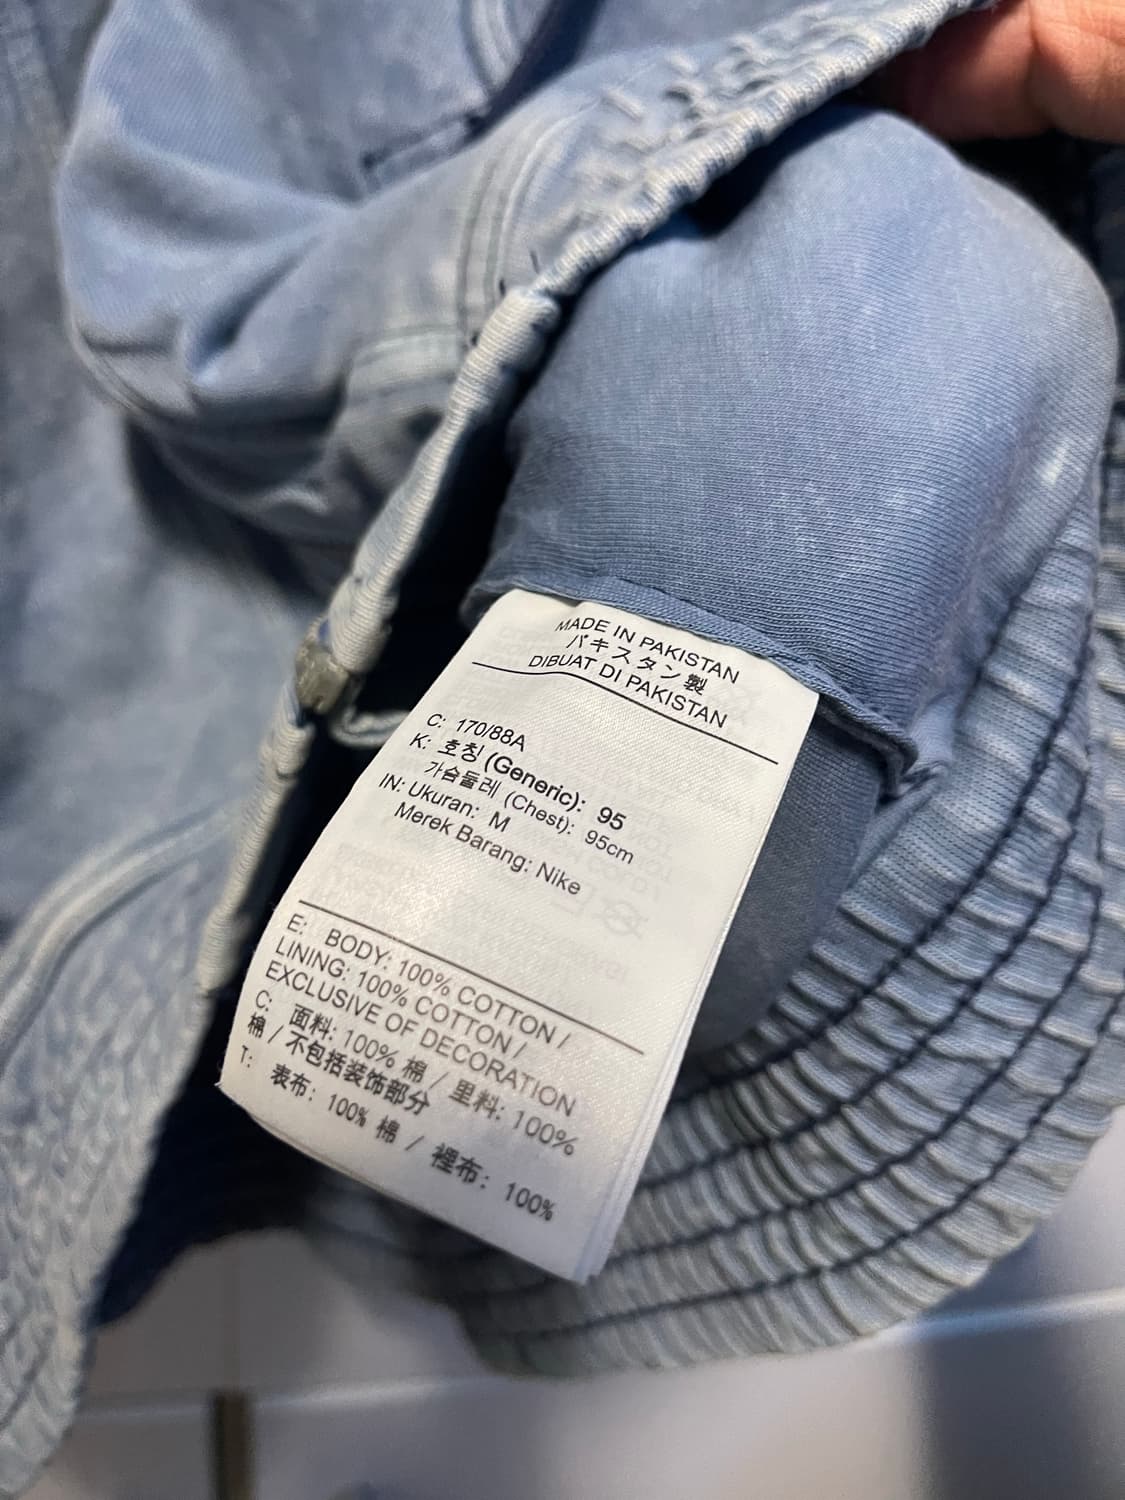 MADE IN PAKISTAN
パキスタン製
DIBUAT DI PAKISTAN
C: 170/88A
K: 호칭 (Generic): 95
가슴둘레 (Chest): 95cm
IN: Ukuran: M
Merek Barang: Nike
E: BODY: 100% COTTON /
LINING: 100% COTTON /
EXCLUSIVE OF DECORATION
C: 面料: 100% 棉 / 里料: 100%
棉 / 不包括装饰部分
T: 表布: 100% 棉 / 裡布: 100%